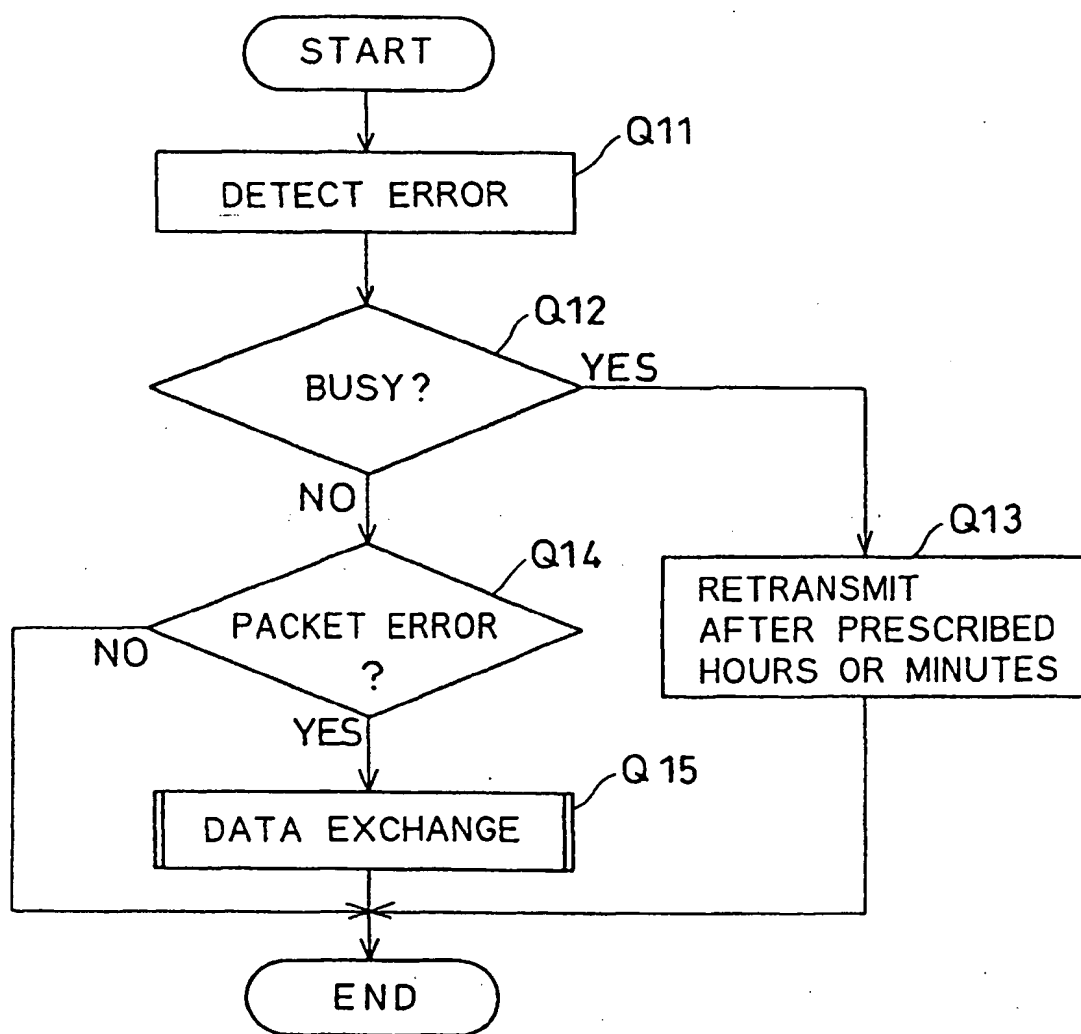 START
Q11
DETECT ERROR
Q12
BUSY?
YES
NO
Q14
PACKET ERROR
?
NO
YES
Q13
RETRANSMIT
AFTER PRESCRIBED
HOURS OR MINUTES
Q15
DATA EXCHANGE
END